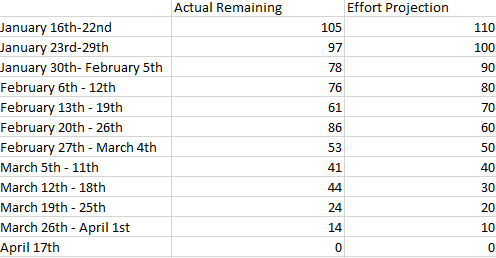 Actual Remaining Effort Projection
January 16th-22nd 105 110
January 23rd-29th 97 100
January 30th- February 5th 78 90
February 6th - 12th 76 80
February 13th - 19th 61 70
February 20th - 26th 86 60
February 27th - March 4th 53 50
March 5th - 11th 41 40
March 12th - 18th 44 30
March 19th - 25th 24 20
March 26th - April 1st 14 10
April 17th 0 0